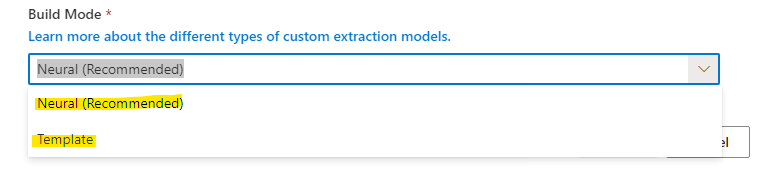 Build Mode *
Learn more about the different types of custom extraction models.
Neural (Recommended)
Neural (Recommended)
Template